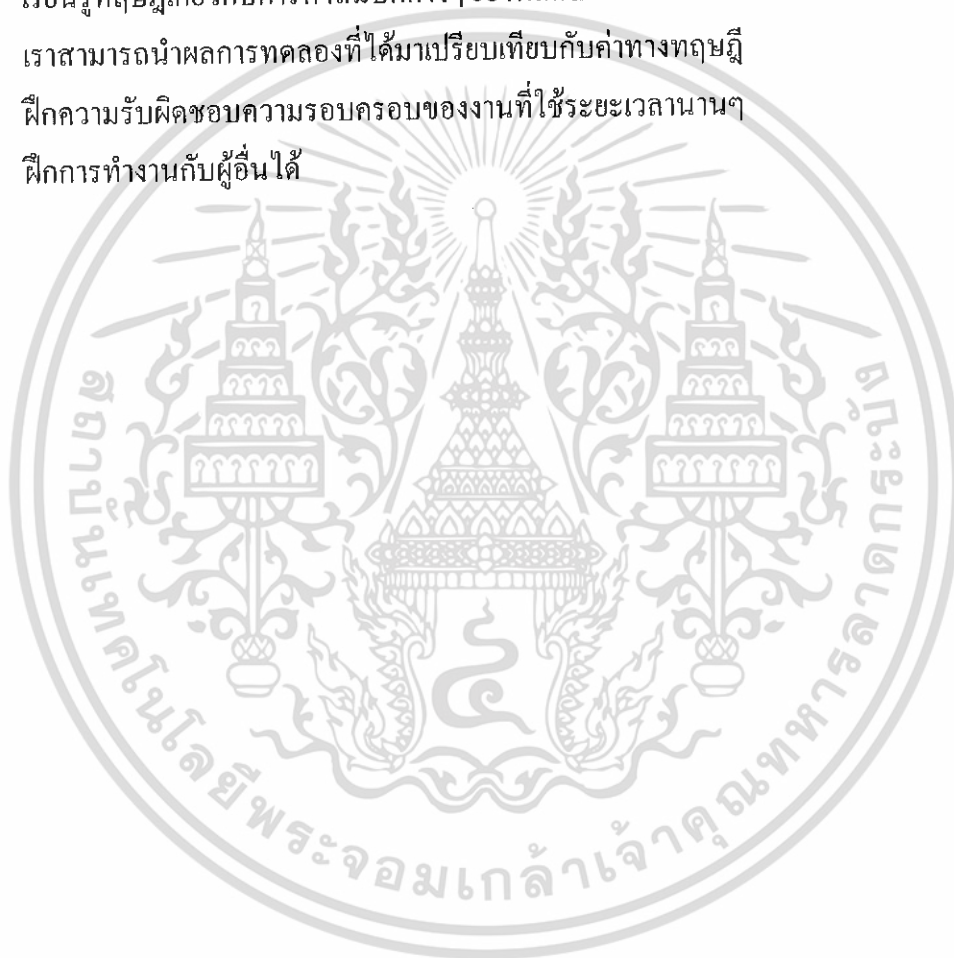 เราสามารถนำผลการทดลองที่ได้มาเปรียบเทียบกับค่าทางทฤษฎี
ฝึกความรับผิดชอบความรอบครอบของงานที่ใช้ระยะเวลานานๆ
ฝึกการทำงานกับผู้อื่นได้
สถาบันเทคโนโลยีพระจอมเกล้าเจ้าคุณทหารลาดกระบัง
๔